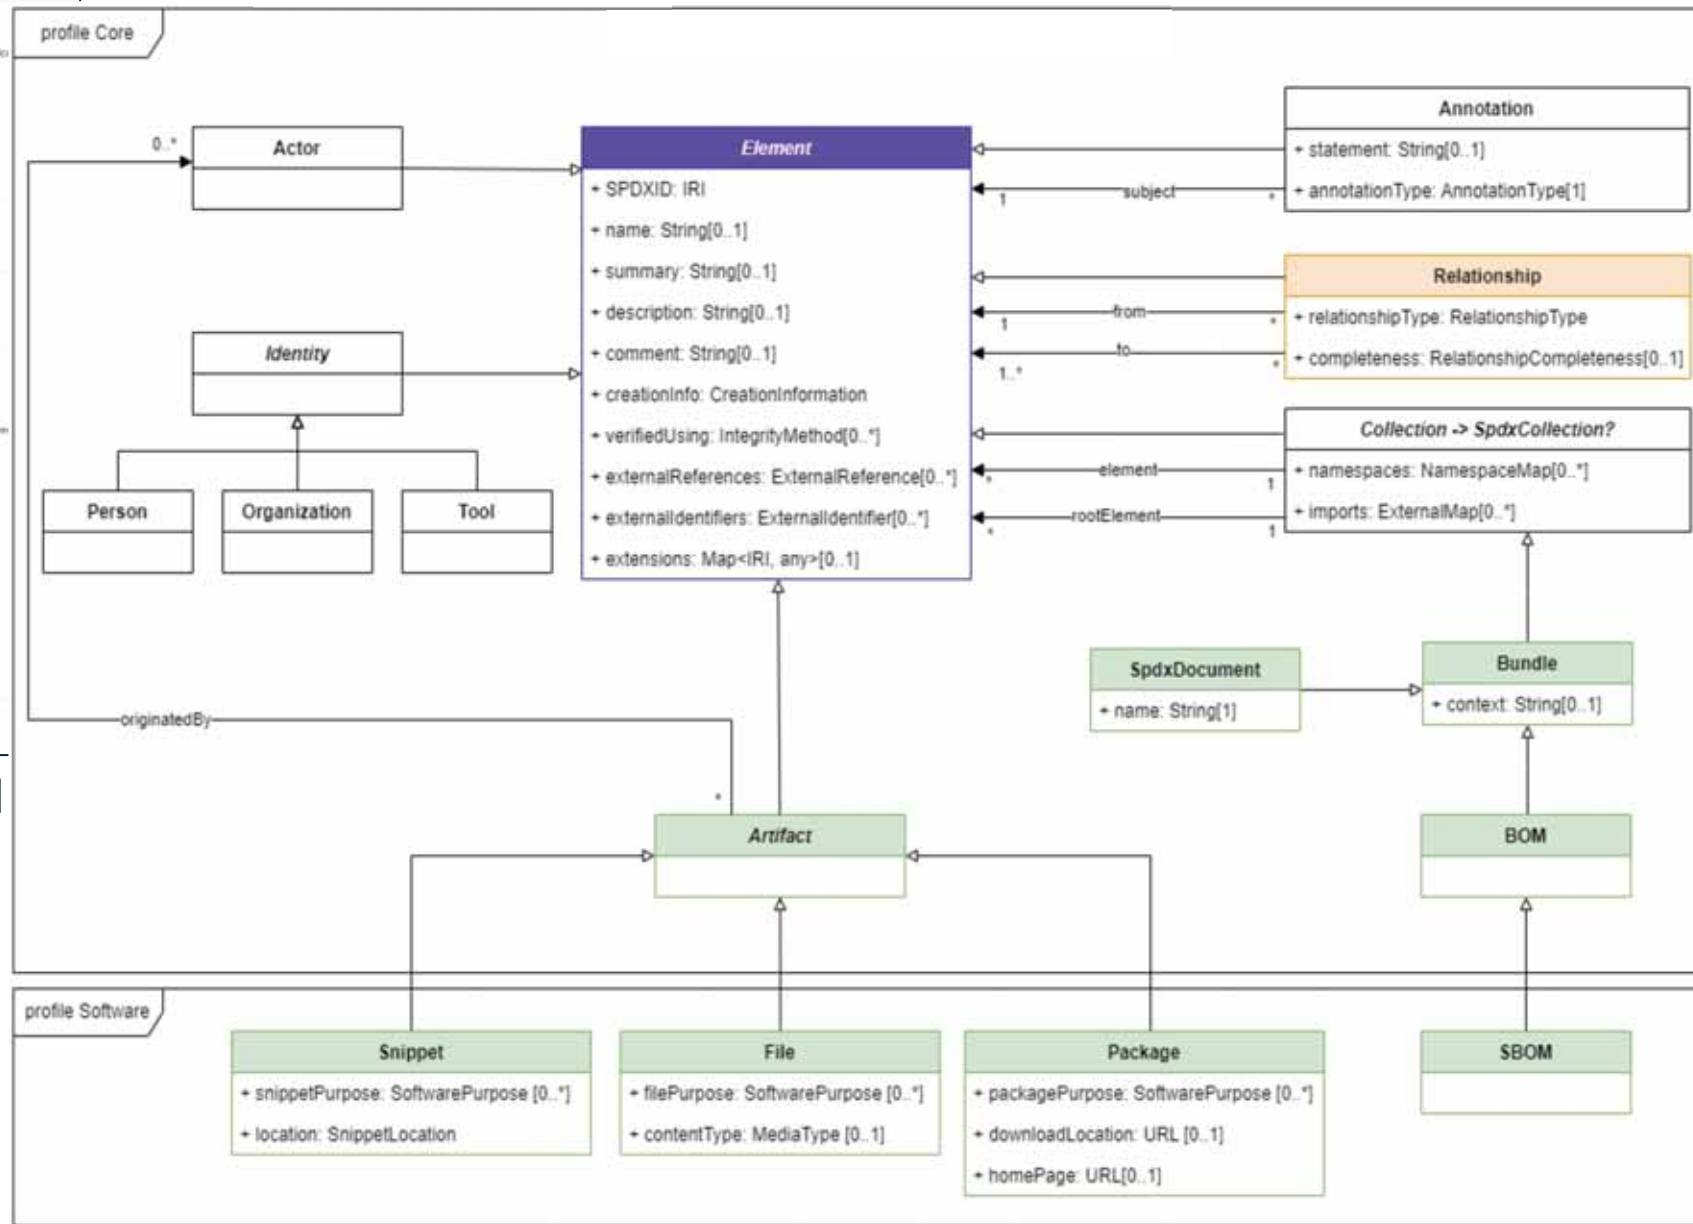 profile Core
Actor
0..*
Element
+ SPDXID: IRI
+ name: String[0..1]
+ summary: String[0..1]
+ description: String[0..1]
+ comment: String[0..1]
+ creationInfo: CreationInformation
+ verifiedUsing: IntegrityMethod[0..*]
+ externalReferences: ExternalReference[0..*]
+ externalIdentifiers: ExternalIdentifier[0..*]
+ extensions: Map<IRI, any>[0..1]
Annotation
+ statement: String[0..1]
+ annotationType: AnnotationType[1]
1
subject
*
Relationship
+ relationshipType: RelationshipType
+ completeness: RelationshipCompleteness[0..1]
1
from
*
1..*
to
*
Identity
Person
Organization
Tool
Collection -> SpdxCollection?
+ namespaces: NamespaceMap[0..*]
+ imports: ExternalMap[0..*]
*
element
1
*
rootElement
1
SpdxDocument
+ name: String[1]
Bundle
+ context: String[0..1]
originatedBy
*
Artifact
BOM
profile Software
Snippet
+ snippetPurpose: SoftwarePurpose [0..*]
+ location: SnippetLocation
File
+ filePurpose: SoftwarePurpose [0..*]
+ contentType: MediaType [0..1]
Package
+ packagePurpose: SoftwarePurpose [0..*]
+ downloadLocation: URL [0..1]
+ homePage: URL[0..1]
SBOM